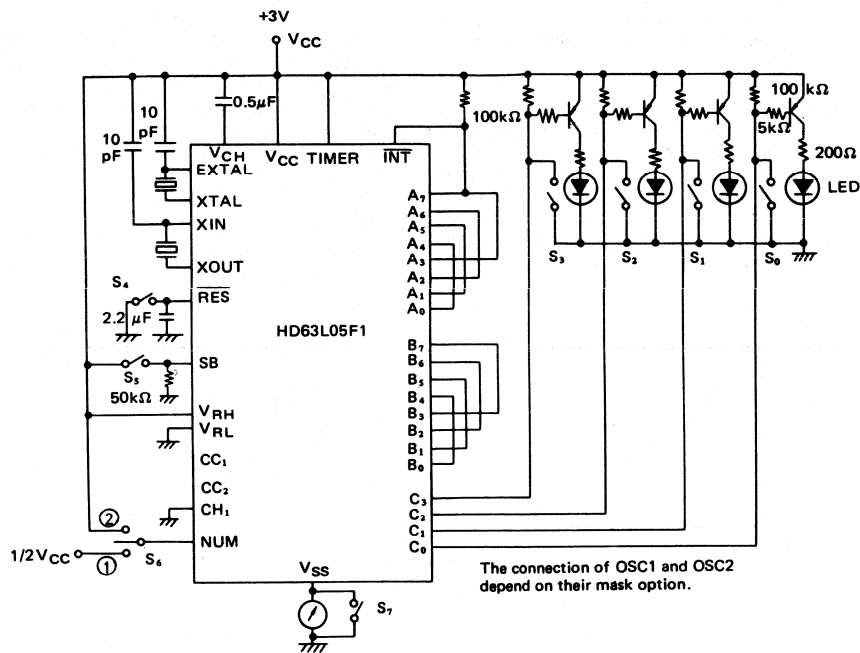 +3V
VCC
0.5μF
10
pF
10
pF
VCH
VCC
TIMER
INT
EXTAL
XTAL
XIN
XOUT
S₄
RES
2.2 μF
S₅
SB
50kΩ
VRH
VRL
CC₁
CC₂
CH₁
②
NUM
S₆
1/2VCC
①
HD63L05F1
A₇
A₆
A₅
A₄
A₃
A₂
A₁
A₀
B₇
B₆
B₅
B₄
B₃
B₂
B₁
B₀
C₃
C₂
C₁
C₀
VSS
S₇
100kΩ
100 kΩ
5kΩ
200Ω
LED
S₃
S₂
S₁
S₀
The connection of OSC1 and OSC2
depend on their mask option.